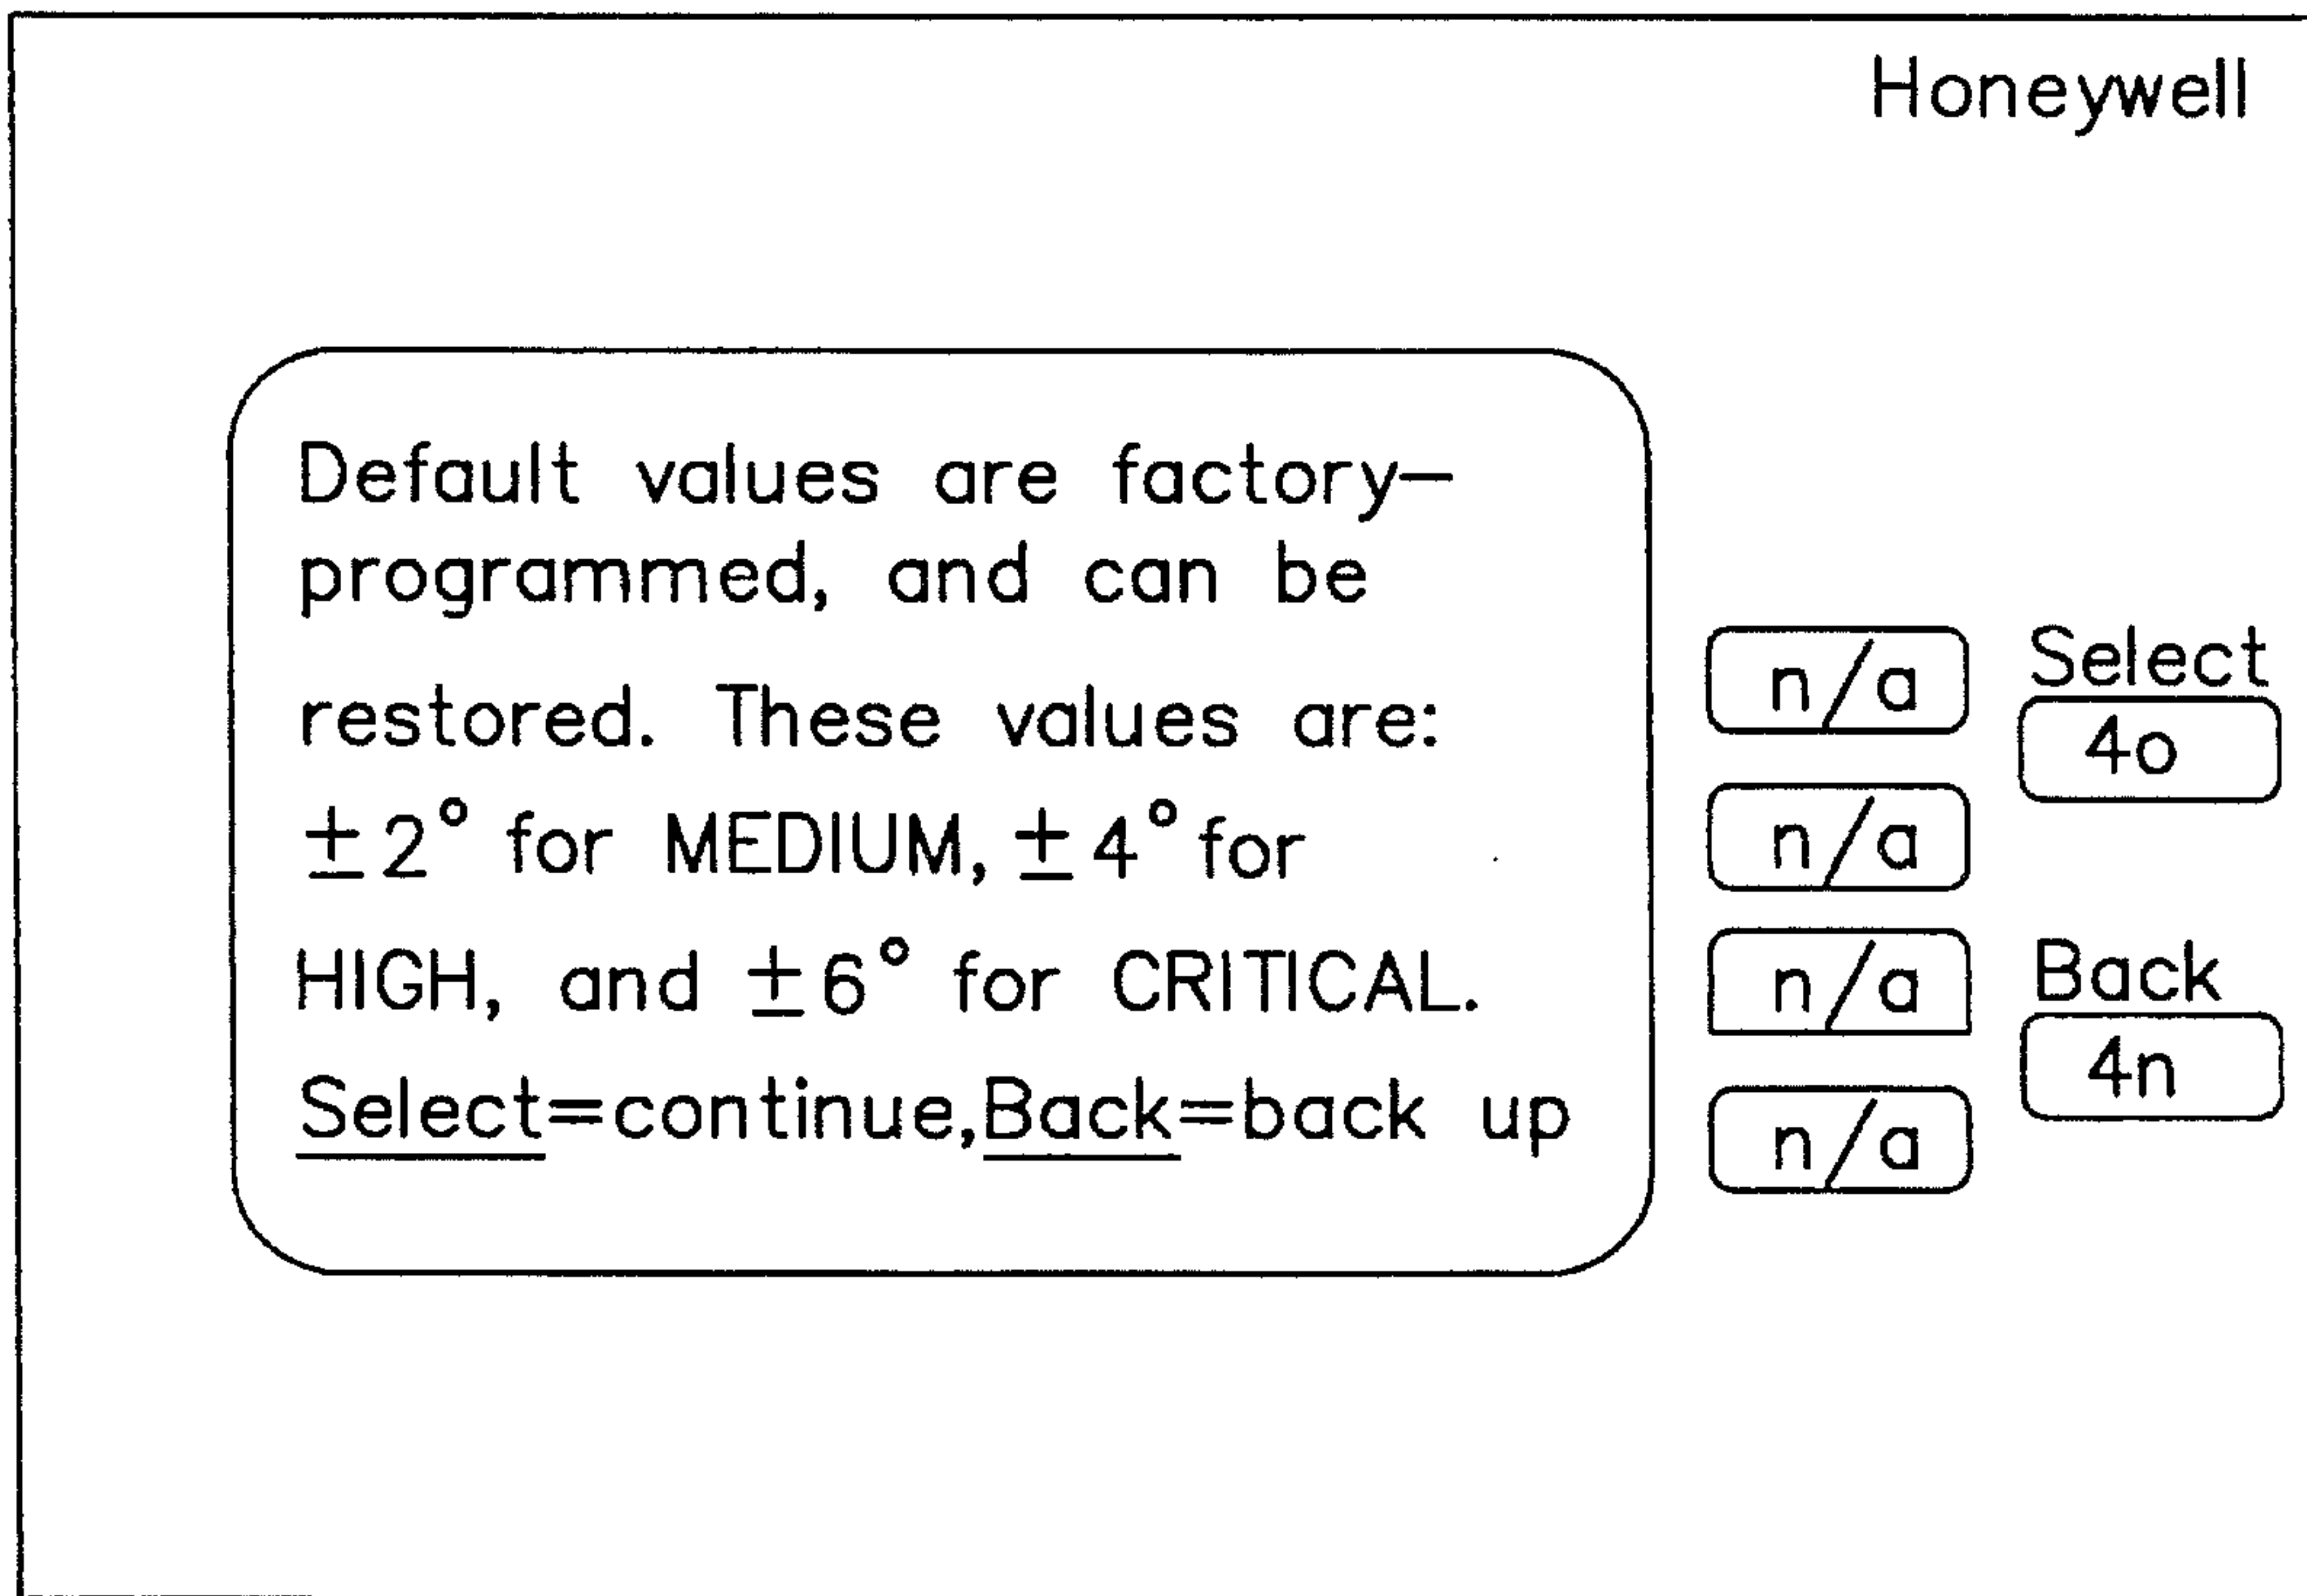 Honeywell
Default values are factory—
programmed, and can be
restored. These values are:
±2° for MEDIUM, ±4° for
HIGH, and ±6° for CRITICAL.
Select=continue,Back=back up
n/a
Select
4o
n/a
n/a
Back
4n
n/a